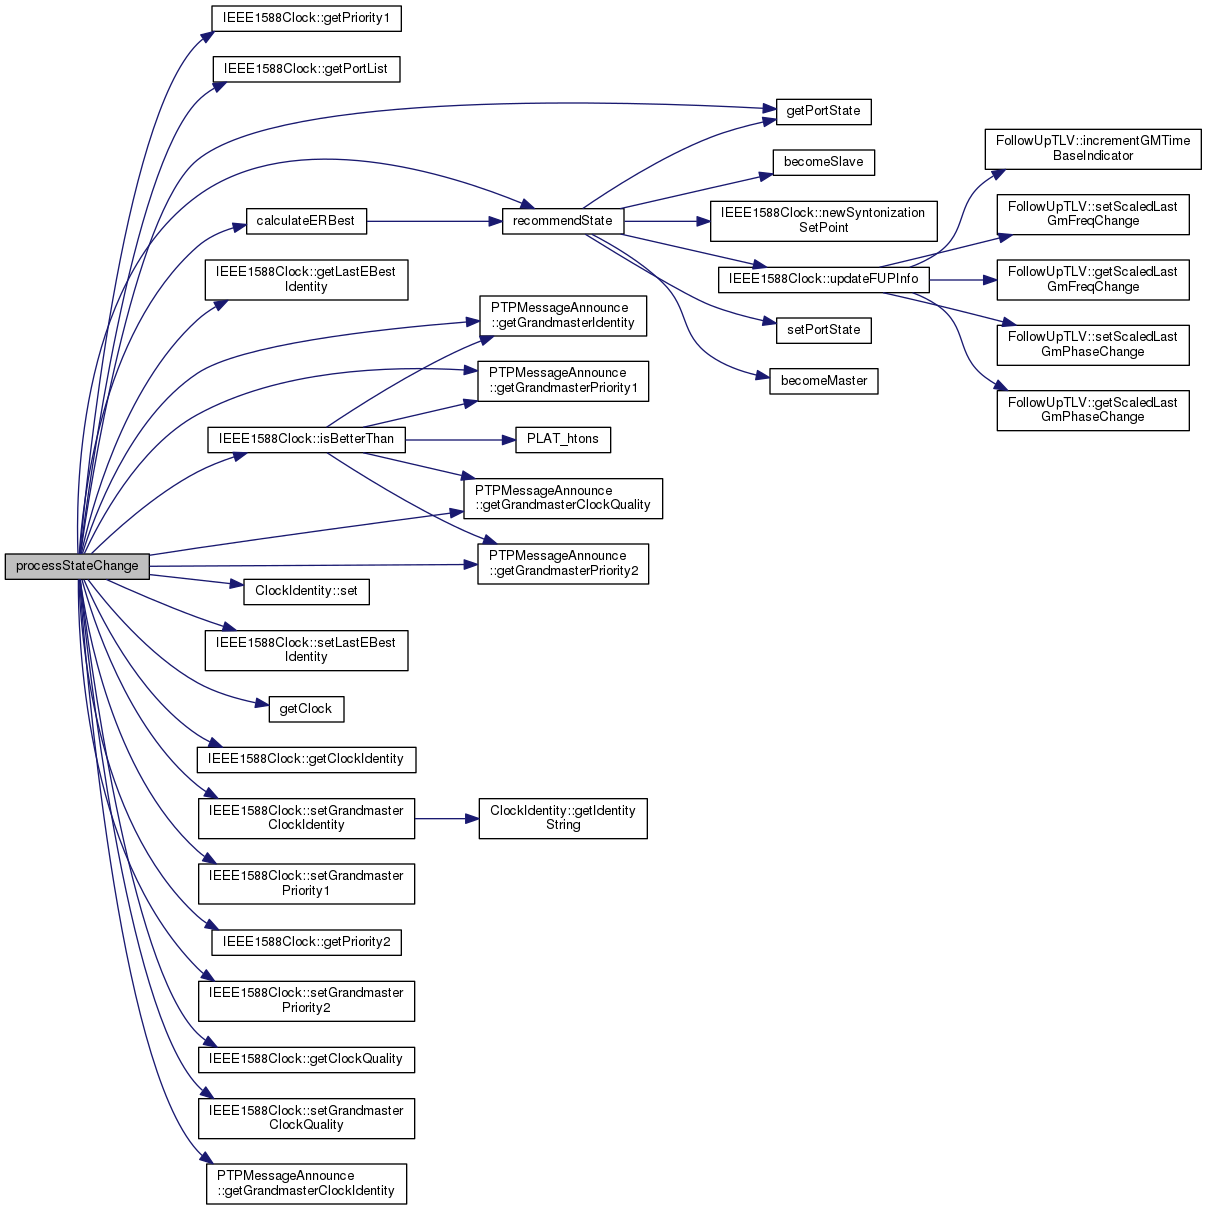 IEEE1588Clock::getPriority1
IEEE1588Clock::getPortList
getPortState
FollowUpTLV::incrementGMTime
BaseIndicator
becomeSlave
calculateERBest
recommendState
IEEE1588Clock::newSyntonization
SetPoint
FollowUpTLV::setScaledLast
GmFreqChange
IEEE1588Clock::getLastEBest
Identity
IEEE1588Clock::updateFUPInfo
FollowUpTLV::getScaledLast
GmFreqChange
PTPMessageAnnounce
::getGrandmasterIdentity
setPortState
FollowUpTLV::setScaledLast
GmPhaseChange
PTPMessageAnnounce
::getGrandmasterPriority1
becomeMaster
FollowUpTLV::getScaledLast
GmPhaseChange
IEEE1588Clock::isBetterThan
PLAT_htons
PTPMessageAnnounce
::getGrandmasterClockQuality
processStateChange
PTPMessageAnnounce
::getGrandmasterPriority2
ClockIdentity::set
IEEE1588Clock::setLastEBest
Identity
getClock
IEEE1588Clock::getClockIdentity
IEEE1588Clock::setGrandmaster
ClockIdentity
ClockIdentity::getIdentity
String
IEEE1588Clock::setGrandmaster
Priority1
IEEE1588Clock::getPriority2
IEEE1588Clock::setGrandmaster
Priority2
IEEE1588Clock::getClockQuality
IEEE1588Clock::setGrandmaster
ClockQuality
PTPMessageAnnounce
::getGrandmasterClockIdentity